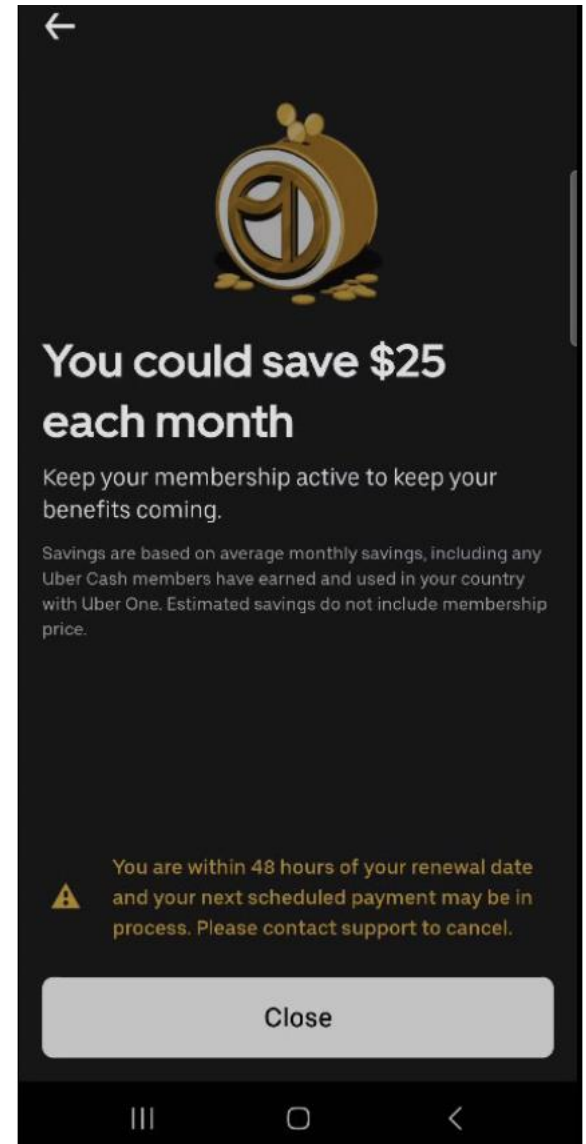 You could save $25
each month
Keep your membership active to keep your
benefits coming.
Savings are based on average monthly savings, including any
Uber Cash members have earned and used in your country
with Uber One. Estimated savings do not include membership
price.
You are within 48 hours of your renewal date
and your next scheduled payment may be in
process. Please contact support to cancel.
Close